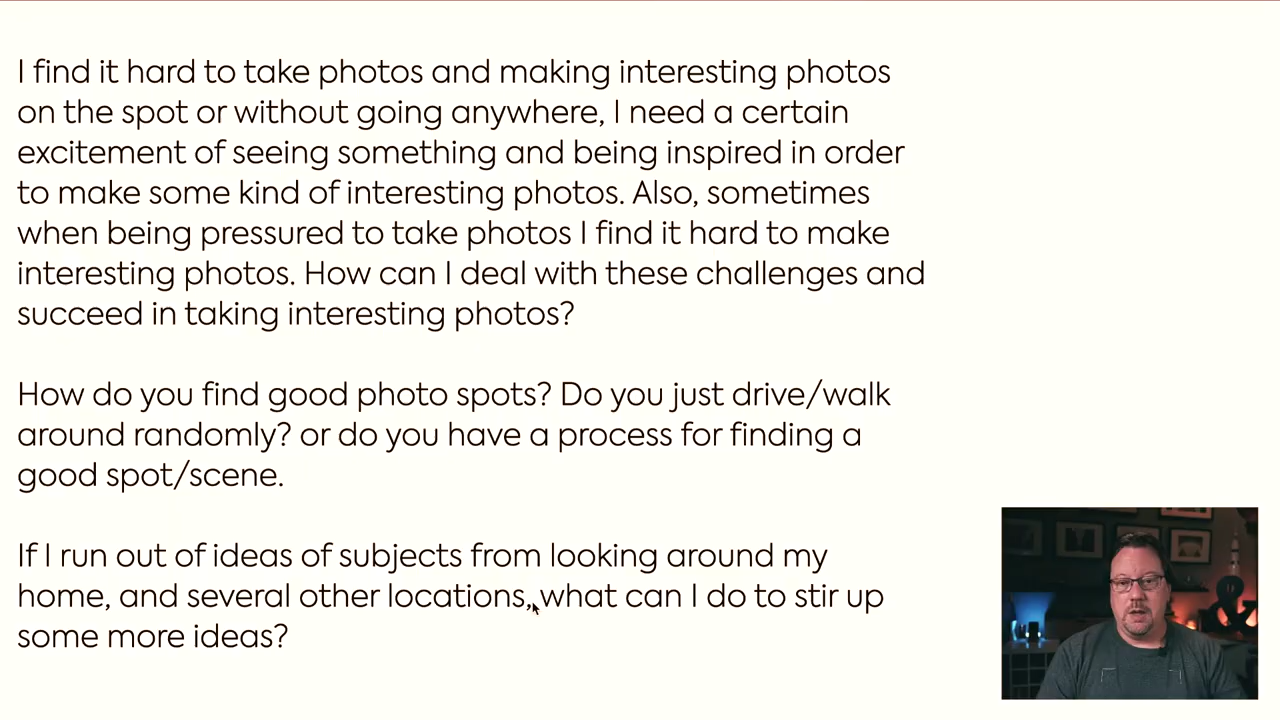 I find it hard to take photos and making interesting photos
on the spot or without going anywhere, I need a certain
excitement of seeing something and being inspired in order
to make some kind of interesting photos. Also, sometimes
when being pressured to take photos I find it hard to make
interesting photos. How can I deal with these challenges and
succeed in taking interesting photos?
How do you find good photo spots? Do you just drive/walk
around randomly? or do you have a process for finding a
good spot/scene.
If I run out of ideas of subjects from looking around my
home, and several other locations, what can I do to stir up
some more ideas?